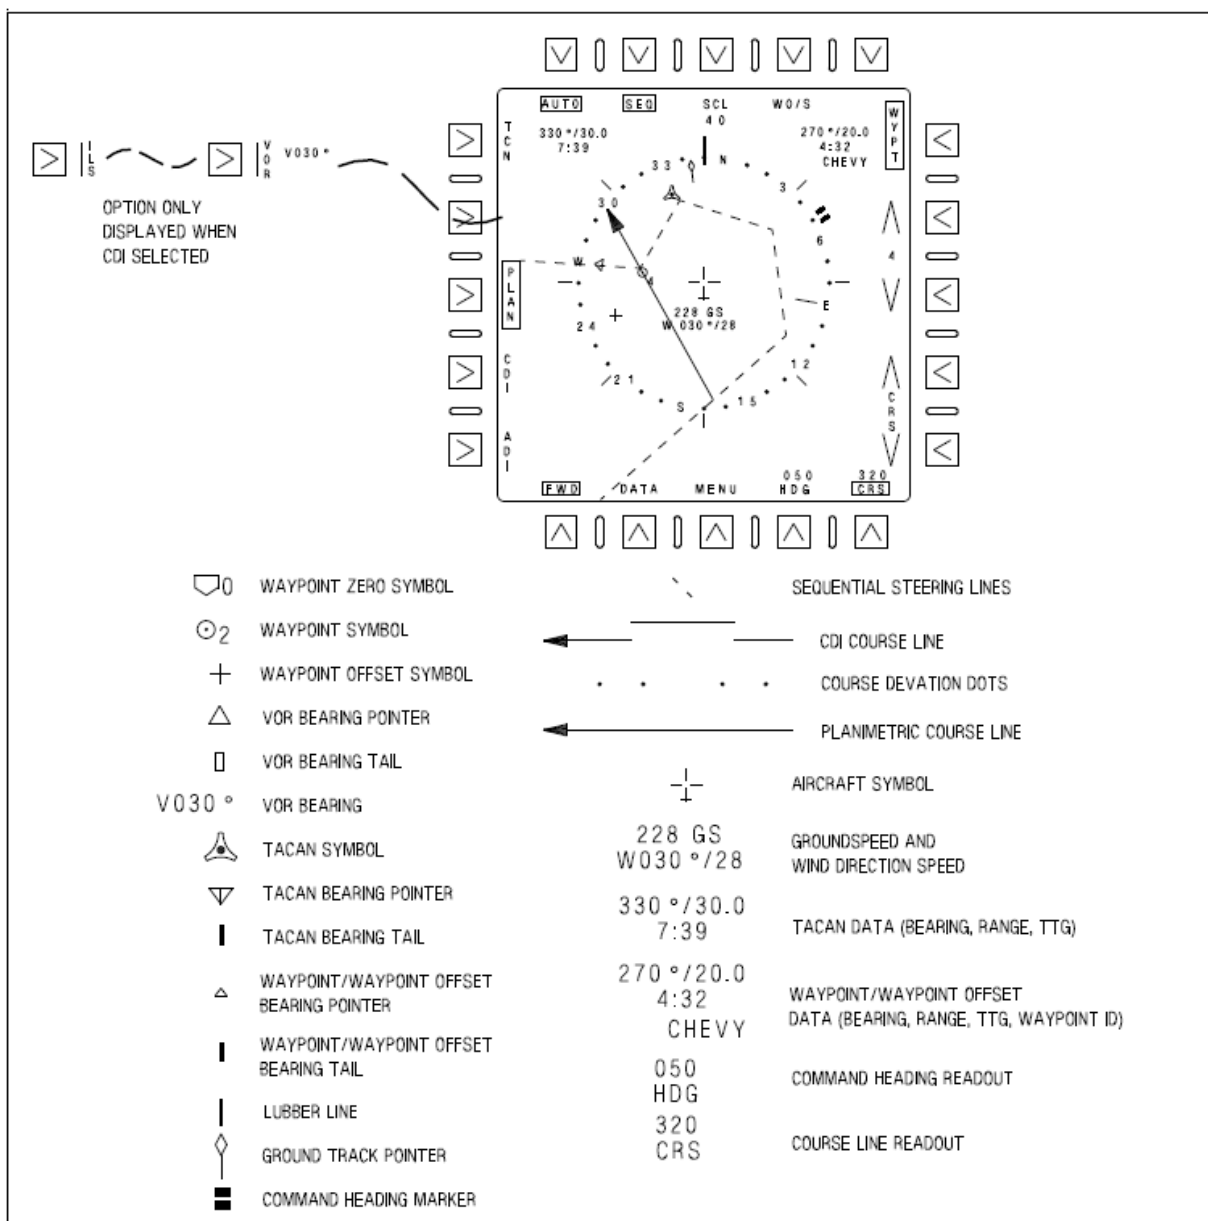 AUTO SEQ SCL WO/S
40
TCN 330°/30.0 270°/20.0 WYPT
7:39 4:32
CHEVY
ILS VOR V030°
OPTION ONLY
DISPLAYED WHEN
CDI SELECTED
33 N 3
30 6
4
W 4
PLAN E
228 GS
W 030°/28
24
CDI 21 12
S 15 CRS
ADI
050 320
FWD DATA MENU HDG CRS
0 WAYPOINT ZERO SYMBOL
2 WAYPOINT SYMBOL
WAYPOINT OFFSET SYMBOL
VOR BEARING POINTER
VOR BEARING TAIL
V030° VOR BEARING
TACAN SYMBOL
TACAN BEARING POINTER
TACAN BEARING TAIL
WAYPOINT/WAYPOINT OFFSET
BEARING POINTER
WAYPOINT/WAYPOINT OFFSET
BEARING TAIL
LUBBER LINE
GROUND TRACK POINTER
COMMAND HEADING MARKER
SEQUENTIAL STEERING LINES
CDI COURSE LINE
COURSE DEVATION DOTS
PLANIMETRIC COURSE LINE
AIRCRAFT SYMBOL
228 GS GROUNDSPEED AND
W030°/28 WIND DIRECTION SPEED
330°/30.0
7:39 TACAN DATA (BEARING, RANGE, TTG)
270°/20.0
4:32 WAYPOINT/WAYPOINT OFFSET
CHEVY DATA (BEARING, RANGE, TTG, WAYPOINT ID)
050
HDG COMMAND HEADING READOUT
320
CRS COURSE LINE READOUT